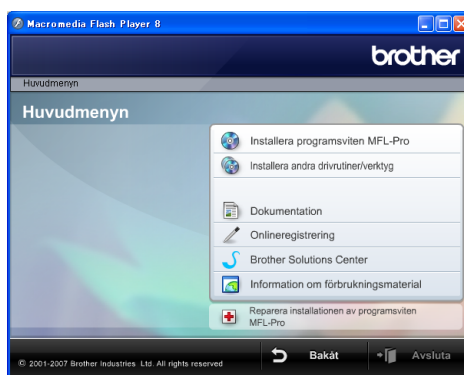 Macromedia Flash Player 8
brother
Huvudmenyn
Huvudmenyn
Installera programsviten MFL-Pro
Installera andra drivrutiner/verktyg
Dokumentation
Onlineregistrering
Brother Solutions Center
Information om förbrukningsmaterial
Reparera installationen av programsviten
MFL-Pro
© 2001-2007 Brother Industries Ltd. All rights reserved
Bakåt
Avsluta